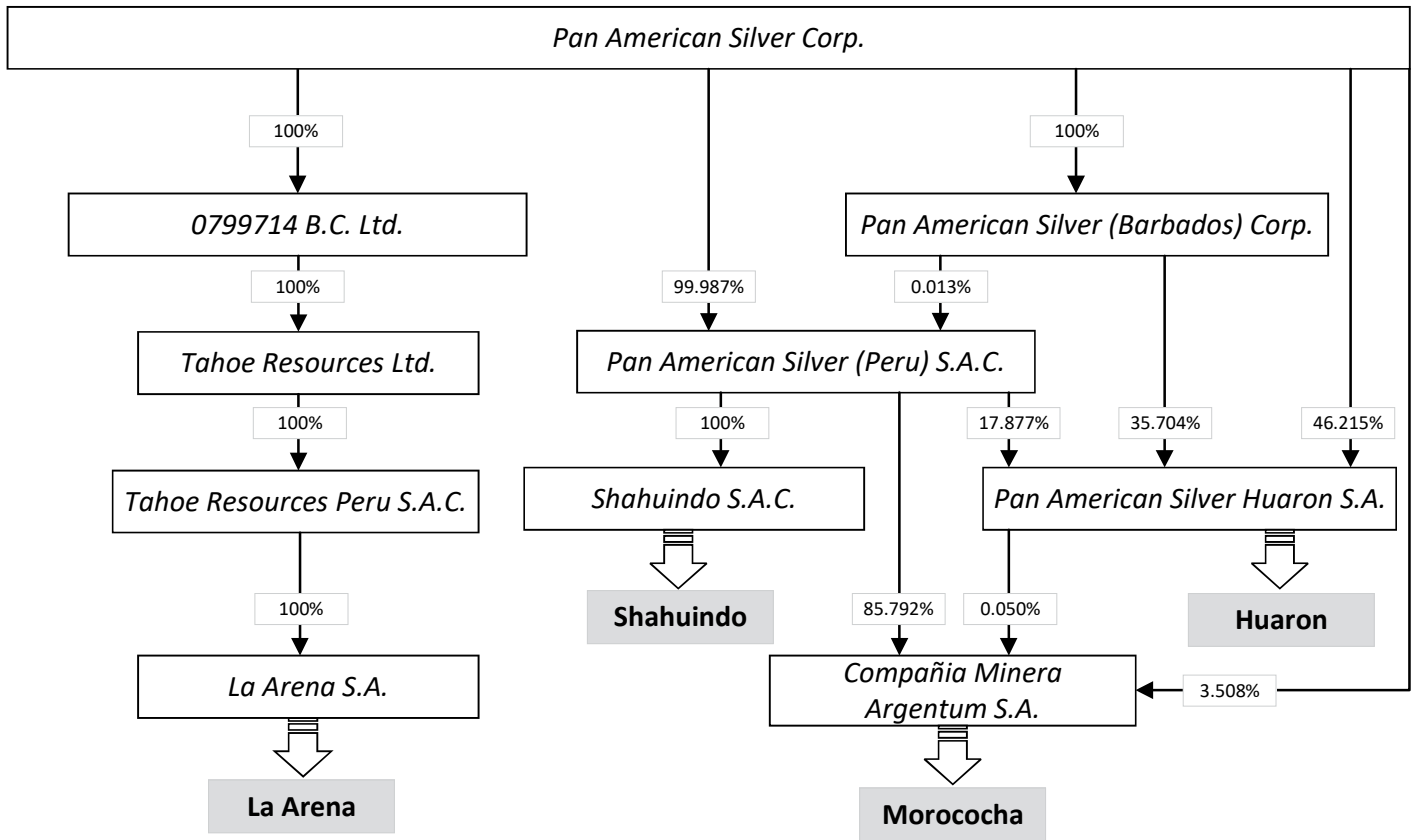 Pan American Silver Corp.
100%
100%
0799714 B.C. Ltd.
Pan American Silver (Barbados) Corp.
100%
99.987%
0.013%
Tahoe Resources Ltd.
Pan American Silver (Peru) S.A.C.
100%
100%
17.877%
35.704%
46.215%
Tahoe Resources Peru S.A.C.
Shahuindo S.A.C.
Pan American Silver Huaron S.A.
100%
Shahuindo
85.792%
0.050%
Huaron
La Arena S.A.
Compañia Minera
Argentum S.A.
3.508%
La Arena
Morococha